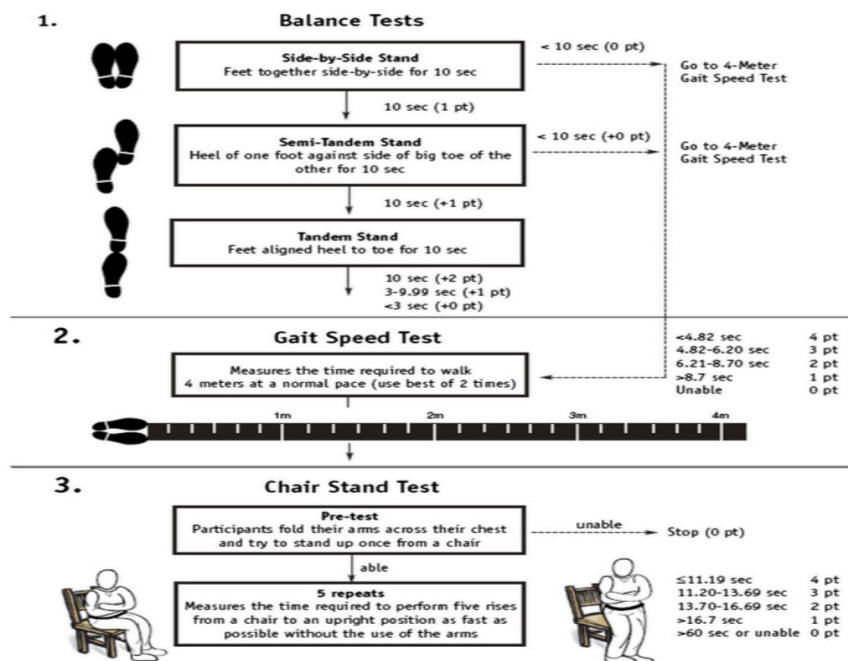 1. Balance Tests
Side-by-Side Stand
Feet together side-by-side for 10 sec
< 10 sec (0 pt)
Go to 4-Meter
Gait Speed Test
10 sec (1 pt)
Semi-Tandem Stand
Heel of one foot against side of big toe of the
other for 10 sec
< 10 sec (+0 pt)
Go to 4-Meter
Gait Speed Test
10 sec (+1 pt)
Tandem Stand
Feet aligned heel to toe for 10 sec
10 sec (+2 pt)
3-9.99 sec (+1 pt)
<3 sec (+0 pt)
2. Gait Speed Test
Measures the time required to walk
4 meters at a normal pace (use best of 2 times)
<4.82 sec 4 pt
4.82-6.20 sec 3 pt
6.21-8.70 sec 2 pt
>8.7 sec 1 pt
Unable 0 pt
1m 2m 3m 4m
3. Chair Stand Test
Pre-test
Participants fold their arms across their chest
and try to stand up once from a chair
unable
Stop (0 pt)
able
5 repeats
Measures the time required to perform five rises
from a chair to an upright position as fast as
possible without the use of the arms
≤11.19 sec 4 pt
11.20-13.69 sec 3 pt
13.70-16.69 sec 2 pt
>16.7 sec 1 pt
>60 sec or unable 0 pt